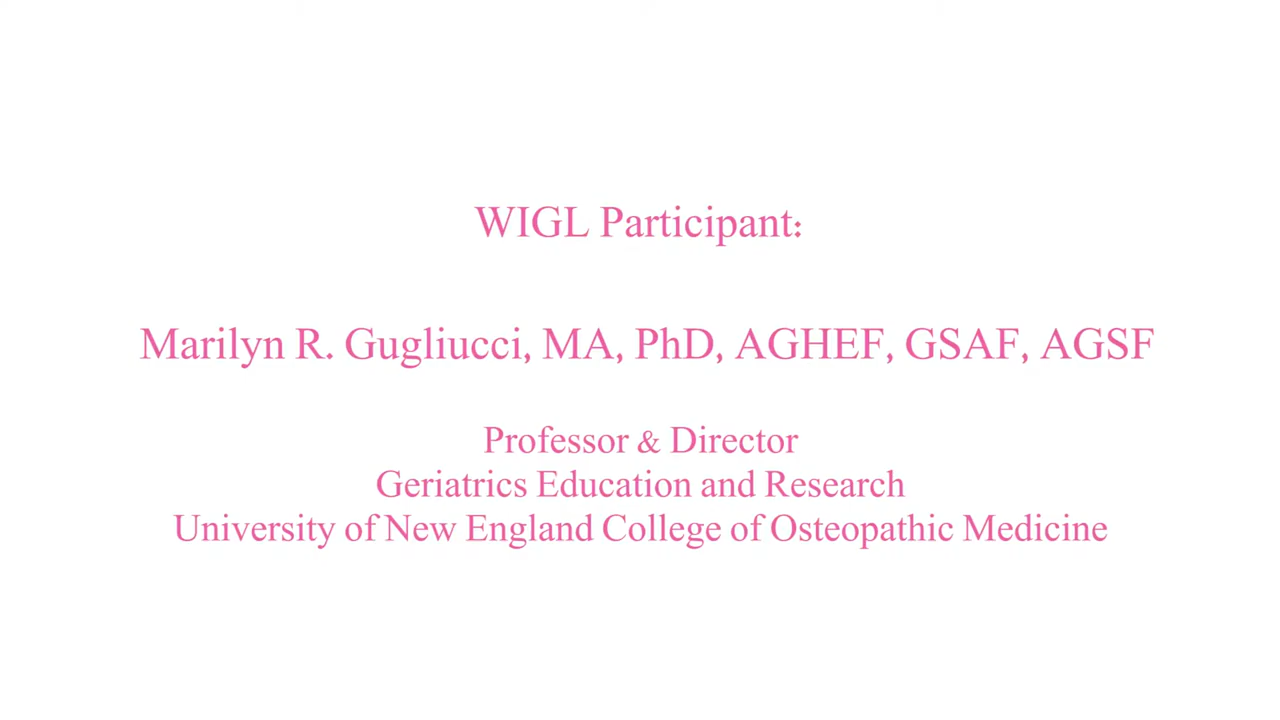 WIGL Participant:
Marilyn R. Gugliucci, MA, PhD, AGHEF, GSAF, AGSF
Professor & Director
Geriatrics Education and Research
University of New England College of Osteopathic Medicine